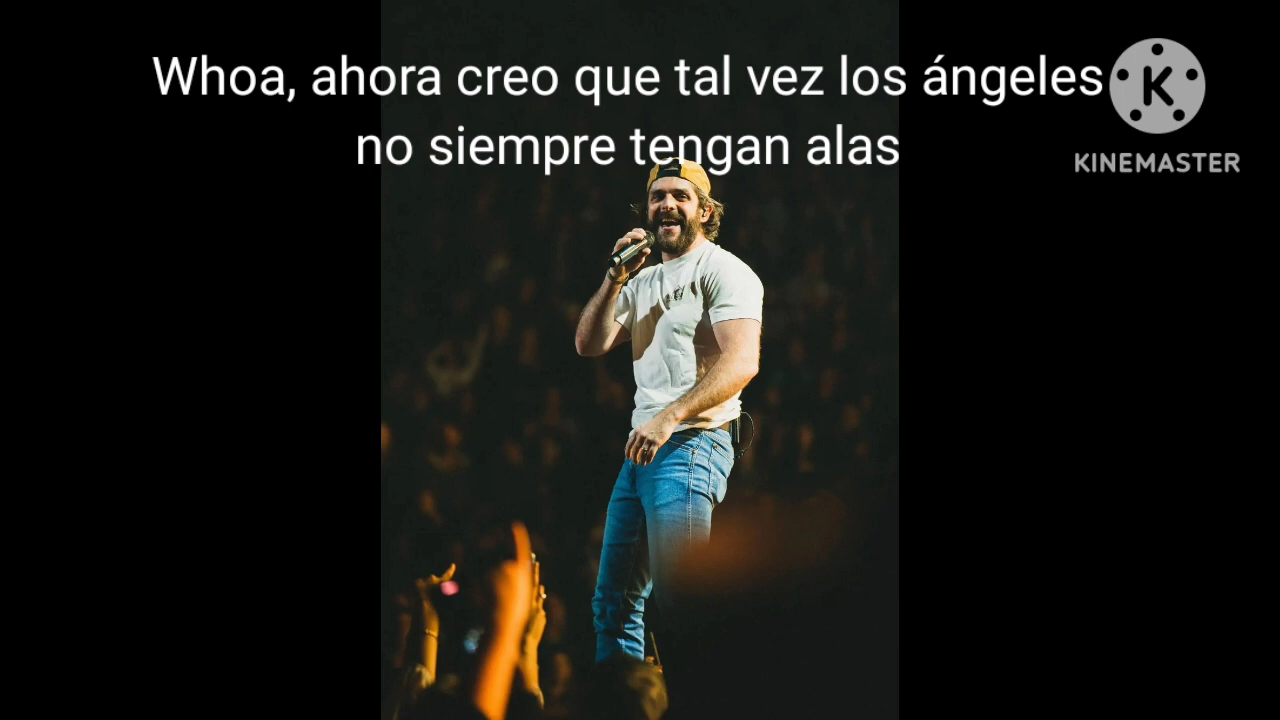 Whoa, ahora creo que tal vez los ángeles
no siempre tengan alas
K
KINEMASTER